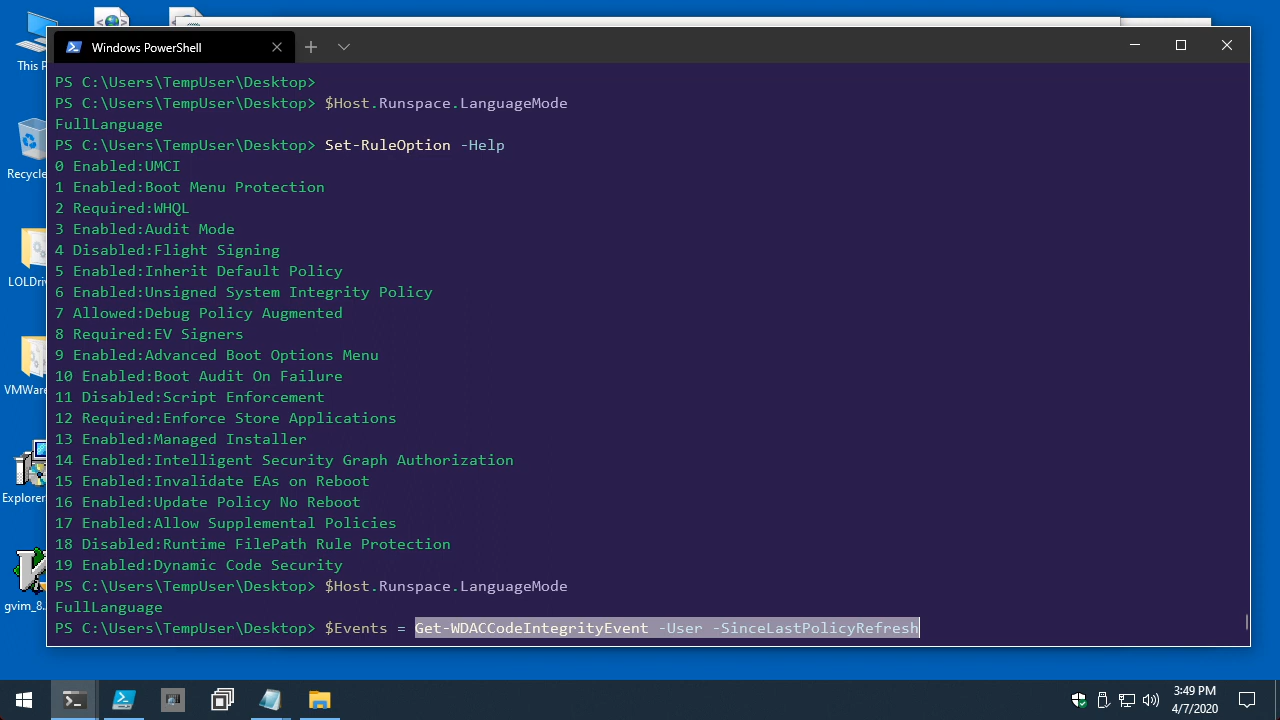 This P
Recycle
LOLDriv
VMWare
Explorer
gvim_8.
Windows PowerShell
PS C:\Users\TempUser\Desktop>
PS C:\Users\TempUser\Desktop> $Host.Runspace.LanguageMode
FullLanguage
PS C:\Users\TempUser\Desktop> Set-RuleOption -Help
0 Enabled:UMCI
1 Enabled:Boot Menu Protection
2 Required:WHQL
3 Enabled:Audit Mode
4 Disabled:Flight Signing
5 Enabled:Inherit Default Policy
6 Enabled:Unsigned System Integrity Policy
7 Allowed:Debug Policy Augmented
8 Required:EV Signers
9 Enabled:Advanced Boot Options Menu
10 Enabled:Boot Audit On Failure
11 Disabled:Script Enforcement
12 Required:Enforce Store Applications
13 Enabled:Managed Installer
14 Enabled:Intelligent Security Graph Authorization
15 Enabled:Invalidate EAs on Reboot
16 Enabled:Update Policy No Reboot
17 Enabled:Allow Supplemental Policies
18 Disabled:Runtime FilePath Rule Protection
19 Enabled:Dynamic Code Security
PS C:\Users\TempUser\Desktop> $Host.Runspace.LanguageMode
FullLanguage
PS C:\Users\TempUser\Desktop> $Events = Get-WDACCodeIntegrityEvent -User -SinceLastPolicyRefresh
3:49 PM
4/7/2020